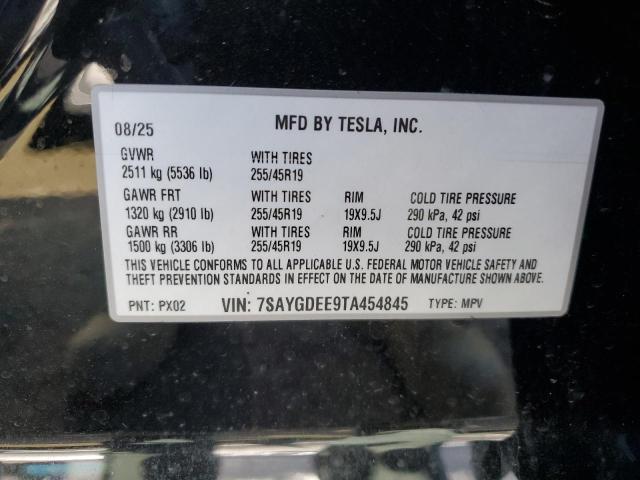 08/25 MFD BY TESLA, INC.
GVWR WITH TIRES
2511 kg (5536 lb) 255/45R19
GAWR FRT WITH TIRES RIM COLD TIRE PRESSURE
1320 kg (2910 lb) 255/45R19 19X9.5J 290 kPa, 42 psi
GAWR RR WITH TIRES RIM COLD TIRE PRESSURE
1500 kg (3306 lb) 255/45R19 19X9.5J 290 kPa, 42 psi
THIS VEHICLE CONFORMS TO ALL APPLICABLE U.S. FEDERAL MOTOR VEHICLE SAFETY AND
THEFT PREVENTION STANDARDS IN EFFECT ON THE DATE OF MANUFACTURE SHOWN ABOVE.
PNT: PX02 VIN: 7SAYGDEE9TA454845 TYPE: MPV